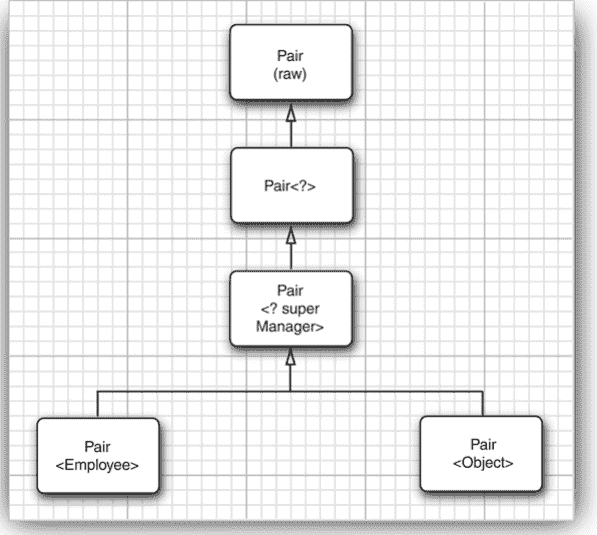 Pair
(raw)
Pair<?>
Pair
<? super
Manager>
Pair
<Employee>
Pair
<Object>